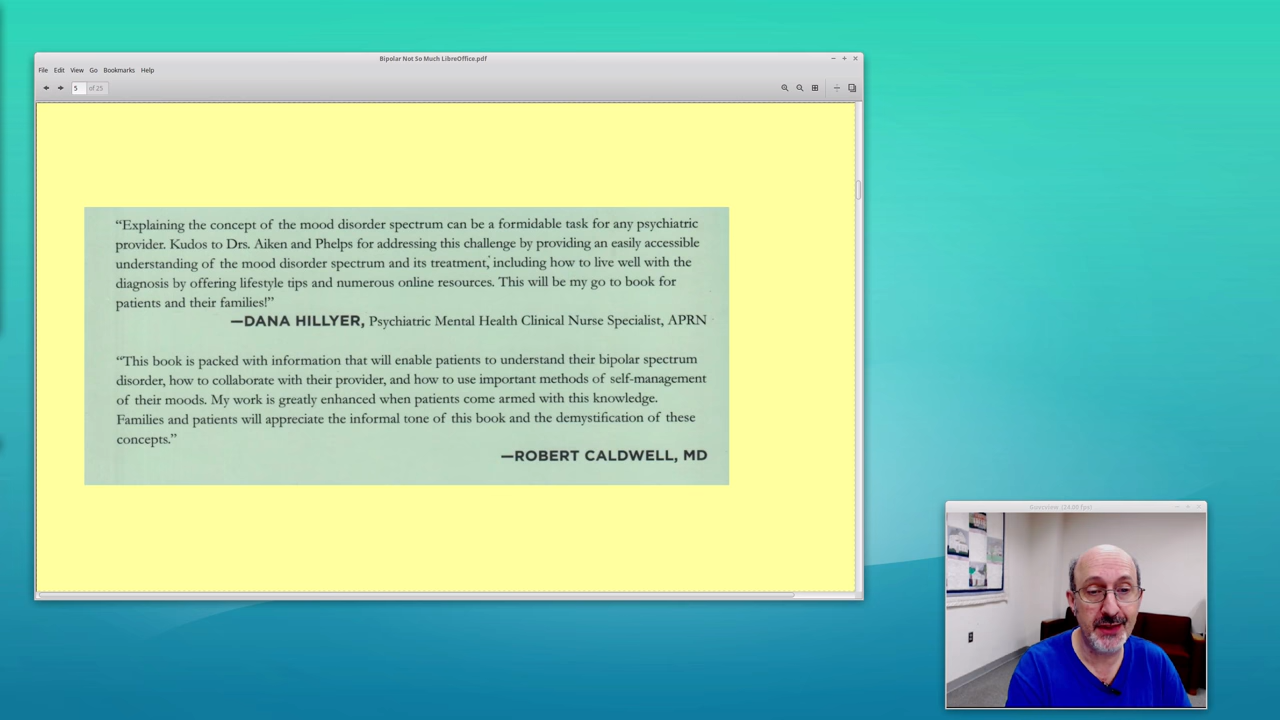 Bipolar Not So Much LibreOffice.pdf
File Edit View Go Bookmarks Help
5 of 25
“Explaining the concept of the mood disorder spectrum can be a formidable task for any psychiatric
provider. Kudos to Drs. Aiken and Phelps for addressing this challenge by providing an easily accessible
understanding of the mood disorder spectrum and its treatment, including how to live well with the
diagnosis by offering lifestyle tips and numerous online resources. This will be my go to book for
patients and their families!”
—DANA HILLYER, Psychiatric Mental Health Clinical Nurse Specialist, APRN
“This book is packed with information that will enable patients to understand their bipolar spectrum
disorder, how to collaborate with their provider, and how to use important methods of self-management
of their moods. My work is greatly enhanced when patients come armed with this knowledge.
Families and patients will appreciate the informal tone of this book and the demystification of these
concepts.”
—ROBERT CALDWELL, MD